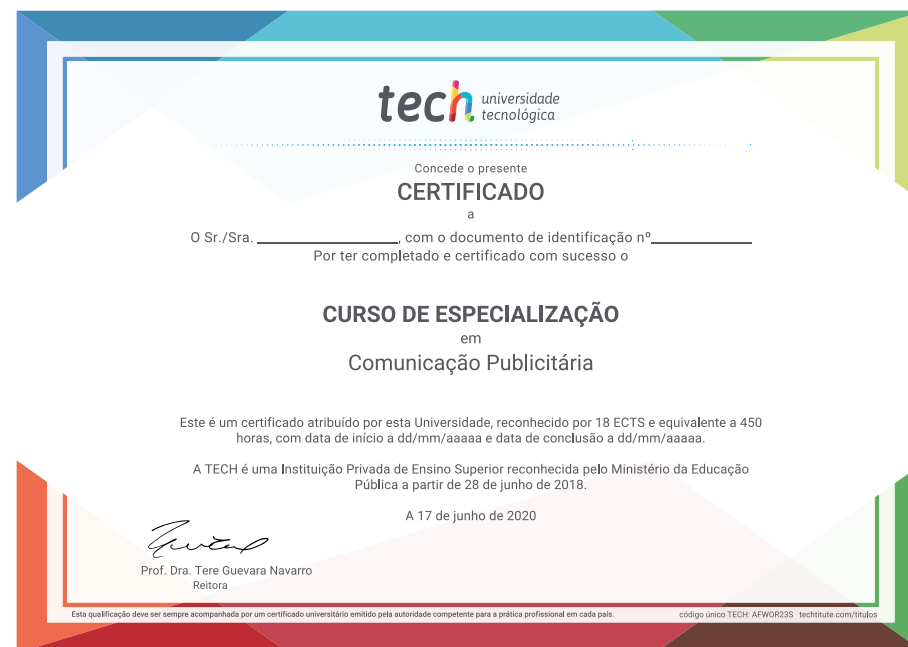 tech universidade
tecnológica
Concede o presente
CERTIFICADO
a
O Sr./Sra. ____________________, com o documento de identificação nº______________
Por ter completado e certificado com sucesso o
CURSO DE ESPECIALIZAÇÃO
em
Comunicação Publicitária
Este é um certificado atribuído por esta Universidade, reconhecido por 18 ECTS e equivalente a 450
horas, com data de início a dd/mm/aaaaa e data de conclusão a dd/mm/aaaaa.
A TECH é uma Instituição Privada de Ensino Superior reconhecida pelo Ministério da Educação
Pública a partir de 28 de junho de 2018.
A 17 de junho de 2020
Prof. Dra. Tere Guevara Navarro
Reitora
Esta qualificação deve ser sempre acompanhada por um certificado universitário emitido pela autoridade competente para a prática profissional em cada país. código único TECH: AFWOR23S techtitute.com/titulos